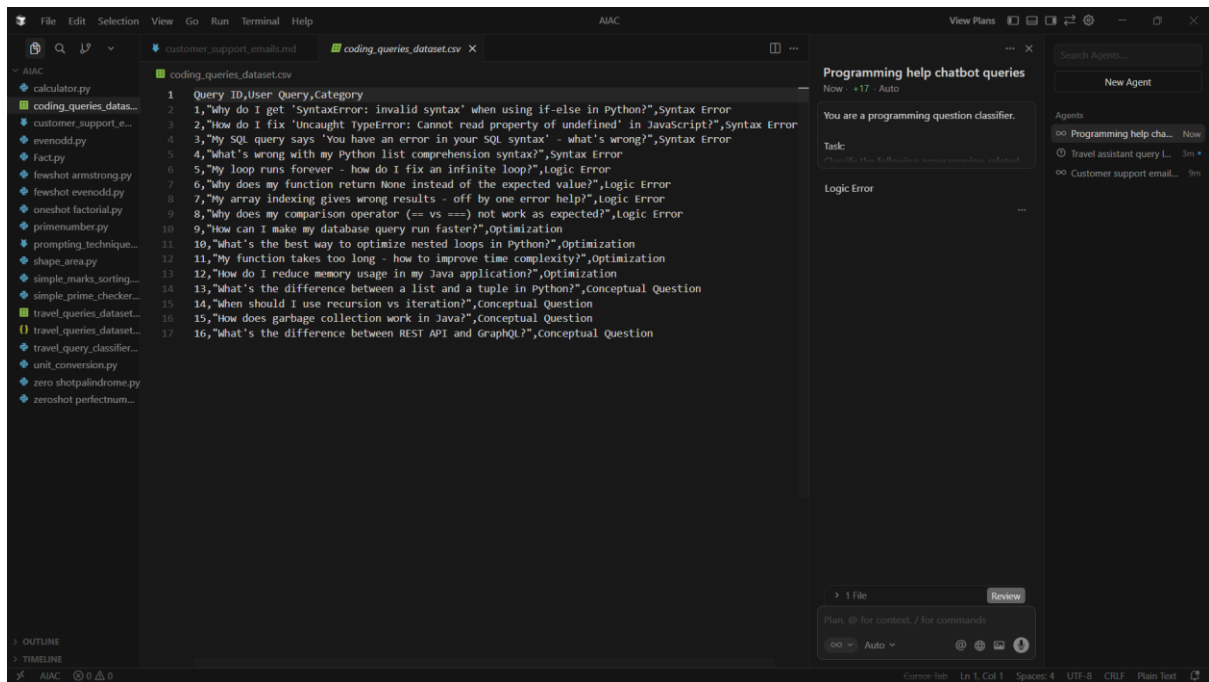 File Edit Selection View Go Run Terminal Help
AIAC
View Plans
AIAC
calculator.py
coding_queries_datas...
customer_support_e...
evenodd.py
Fact.py
fewshot armstrong.py
fewshot evenodd.py
oneshot factorial.py
primenumber.py
prompting_technique...
shape_area.py
simple_marks_sorting....
simple_prime_checker...
travel_queries_dataset...
travel_queries_dataset...
travel_query_classifier...
unit_conversion.py
zero shotpalindrome.py
zeroshot perfectnum...
OUTLINE
TIMELINE
customer_support_emails.md
coding_queries_dataset.csv
coding_queries_dataset.csv
1 Query ID,User Query,Category
2 1,"Why do I get 'SyntaxError: invalid syntax' when using if-else in Python?",Syntax Error
3 2,"How do I fix 'Uncaught TypeError: Cannot read property of undefined' in JavaScript?",Syntax Error
4 3,"My SQL query says 'You have an error in your SQL syntax' - what's wrong?",Syntax Error
5 4,"What's wrong with my Python list comprehension syntax?",Syntax Error
6 5,"My loop runs forever - how do I fix an infinite loop?",Logic Error
7 6,"Why does my function return None instead of the expected value?",Logic Error
8 7,"My array indexing gives wrong results - off by one error help?",Logic Error
9 8,"Why does my comparison operator (== vs ===) not work as expected?",Logic Error
10 9,"How can I make my database query run faster?",Optimization
11 10,"What's the best way to optimize nested loops in Python?",Optimization
12 11,"My function takes too long - how to improve time complexity?",Optimization
13 12,"How do I reduce memory usage in my Java application?",Optimization
14 13,"What's the difference between a list and a tuple in Python?",Conceptual Question
15 14,"When should I use recursion vs iteration?",Conceptual Question
16 15,"How does garbage collection work in Java?",Conceptual Question
17 16,"What's the difference between REST API and GraphQL?",Conceptual Question
Programming help chatbot queries
Now · +17 · Auto
You are a programming question classifier.
Task:
Classify the following programming-related
Logic Error
1 File
Review
Plan, @ for context, / for commands
Auto
Search Agents...
New Agent
Agents
Programming help cha... Now
Travel assistant query l... 3m
Customer support email... 9m
AIAC 0 0
Cursor Tab Ln 1, Col 1 Spaces: 4 UTF-8 CRLF Plain Text